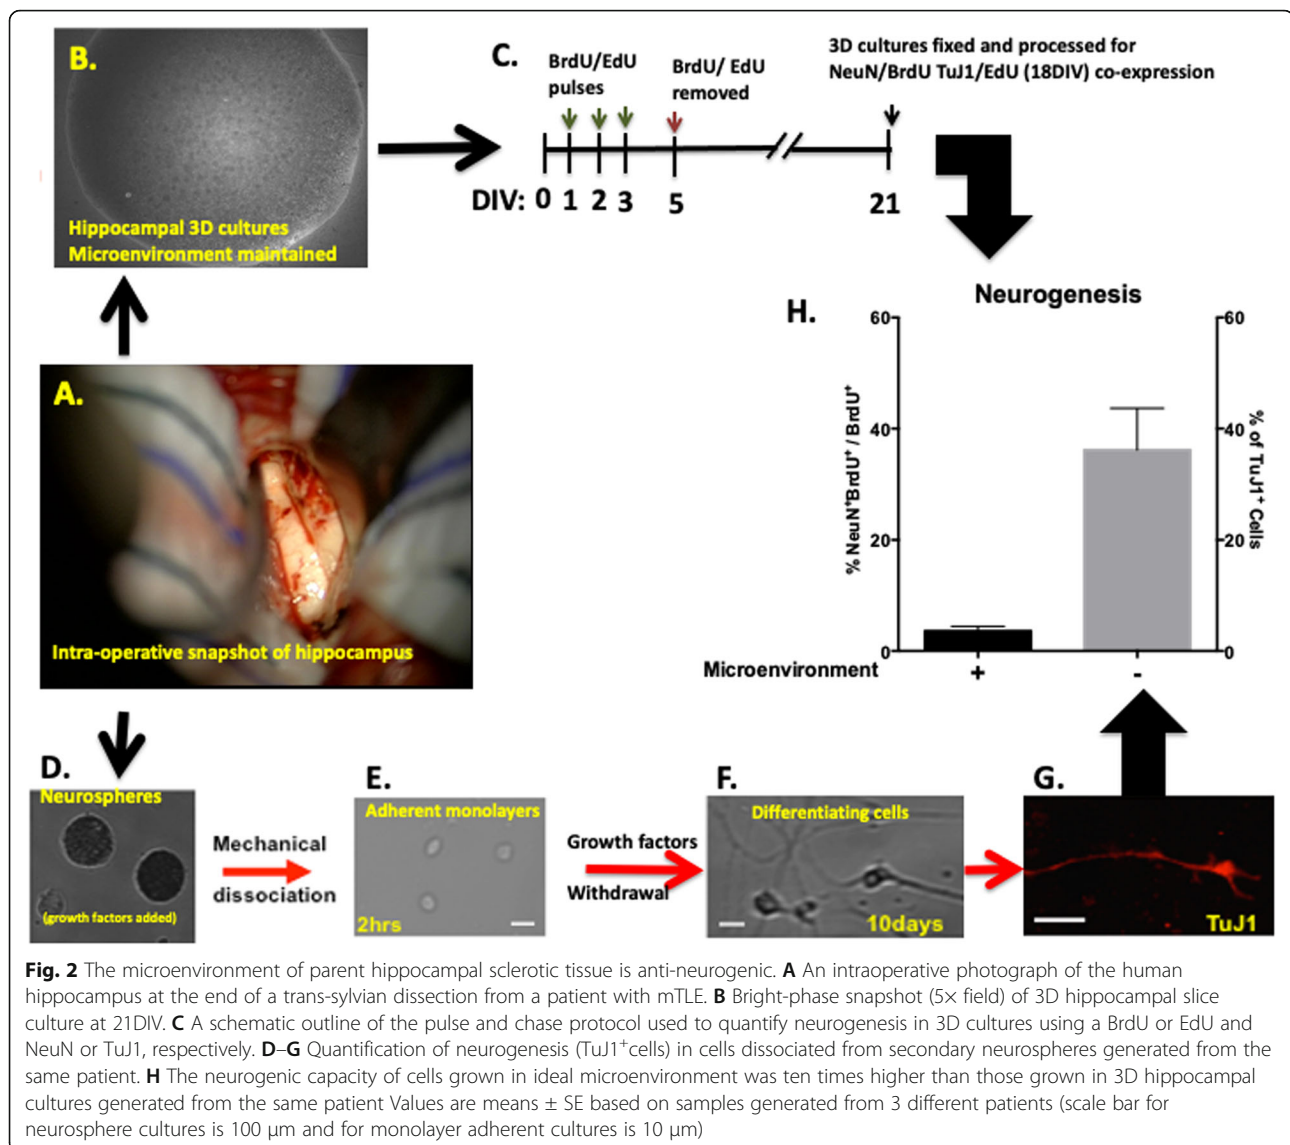 B.
Hippocampal 3D cultures
Microenvironment maintained
C.
BrdU/EdU
pulses
BrdU/ EdU
removed
3D cultures fixed and processed for
NeuN/BrdU TuJ1/EdU (18DIV) co-expression
DIV: 0 1 2 3 5 21
A.
Intra-operative snapshot of hippocampus
H.
Neurogenesis
60
40
20
0
% NeuN⁺BrdU⁺ / BrdU⁺
60
40
20
0
% of TuJ1⁺ Cells
Microenvironment + -
D.
Neurospheres
(growth factors added)
Mechanical
dissociation
E.
Adherent monolayers
2hrs
Growth factors
Withdrawal
F.
Differentiating cells
10days
G.
TuJ1
Fig. 2 The microenvironment of parent hippocampal sclerotic tissue is anti-neurogenic. A An intraoperative photograph of the human
hippocampus at the end of a trans-sylvian dissection from a patient with mTLE. B Bright-phase snapshot (5× field) of 3D hippocampal slice
culture at 21DIV. C A schematic outline of the pulse and chase protocol used to quantify neurogenesis in 3D cultures using a BrdU or EdU and
NeuN or TuJ1, respectively. D–G Quantification of neurogenesis (TuJ1⁺cells) in cells dissociated from secondary neurospheres generated from the
same patient. H The neurogenic capacity of cells grown in ideal microenvironment was ten times higher than those grown in 3D hippocampal
cultures generated from the same patient Values are means ± SE based on samples generated from 3 different patients (scale bar for
neurosphere cultures is 100 μm and for monolayer adherent cultures is 10 μm)